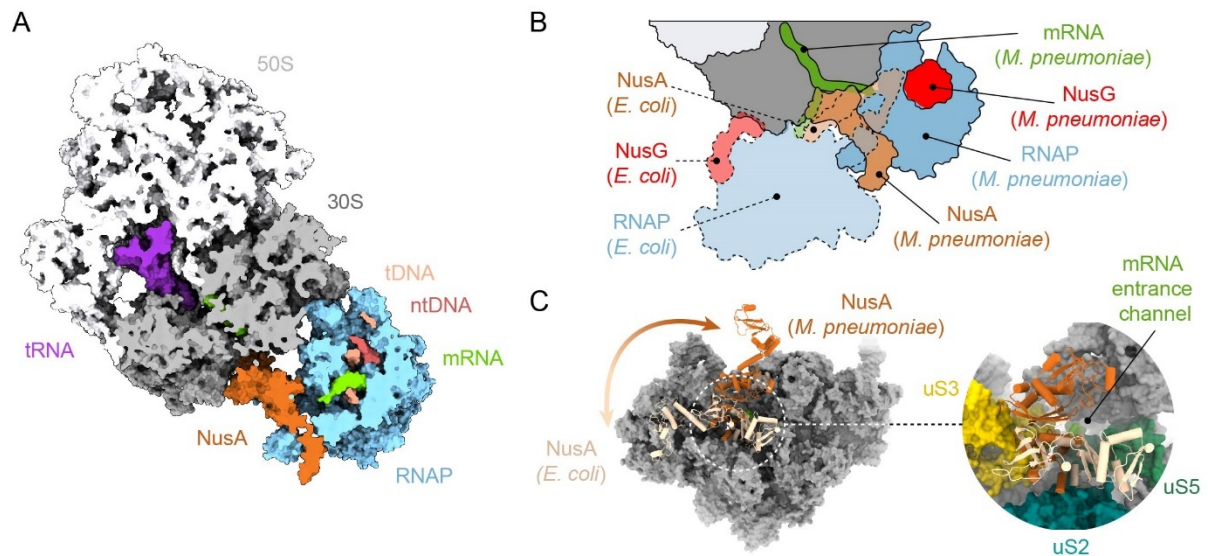 A
50S
30S
tDNA
ntDNA
mRNA
tRNA
NusA
RNAP
B
mRNA
(M. pneumoniae)
NusA
(E. coli)
NusG
(M. pneumoniae)
NusG
(E. coli)
RNAP
(M. pneumoniae)
RNAP
(E. coli)
NusA
(M. pneumoniae)
C
NusA
(M. pneumoniae)
mRNA
entrance
channel
uS3
NusA
(E. coli)
uS5
uS2